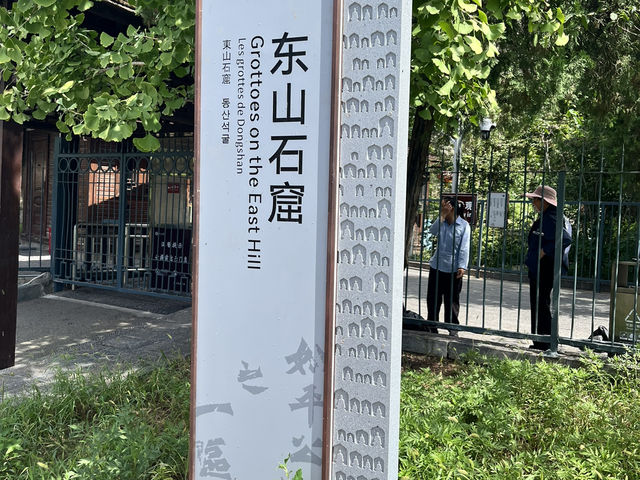 东山石窟
Grottoes on the East Hill
Les grottes de Dongshan
東山石窟 동산석굴